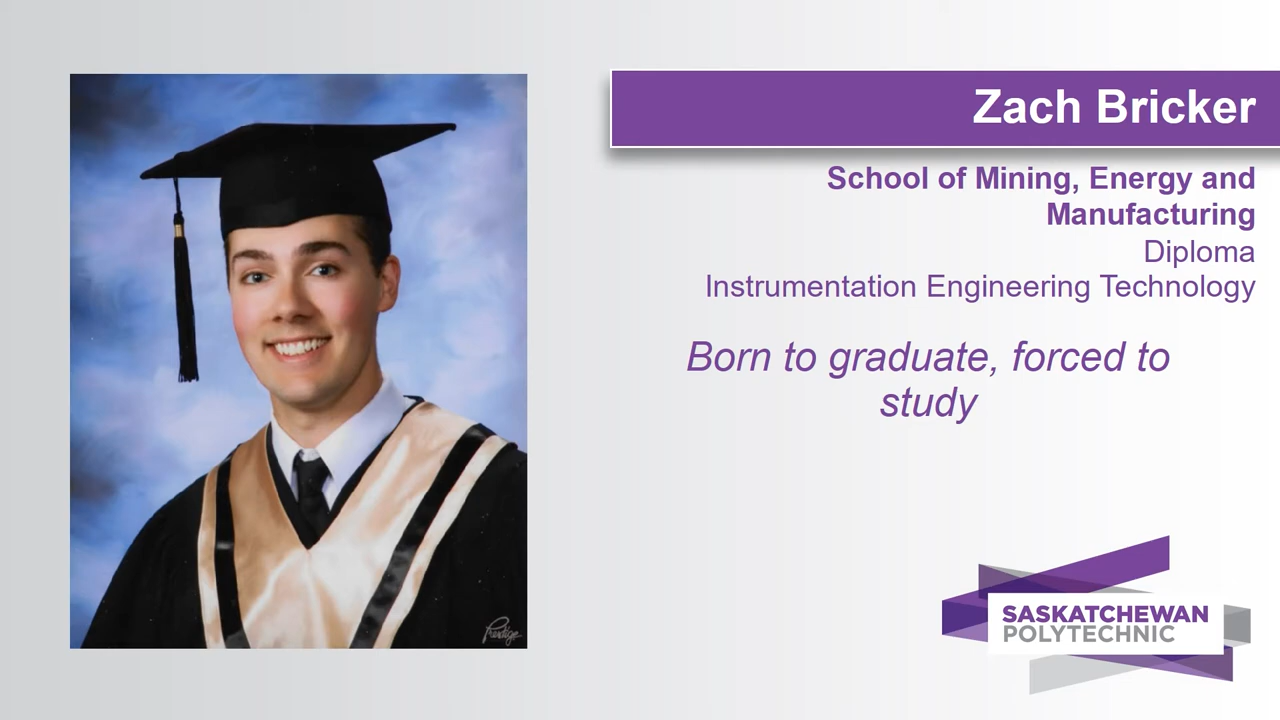 Zach Bricker
School of Mining, Energy and
Manufacturing
Diploma
Instrumentation Engineering Technology
Born to graduate, forced to
study
SASKATCHEWAN
POLYTECHNIC
Prestige